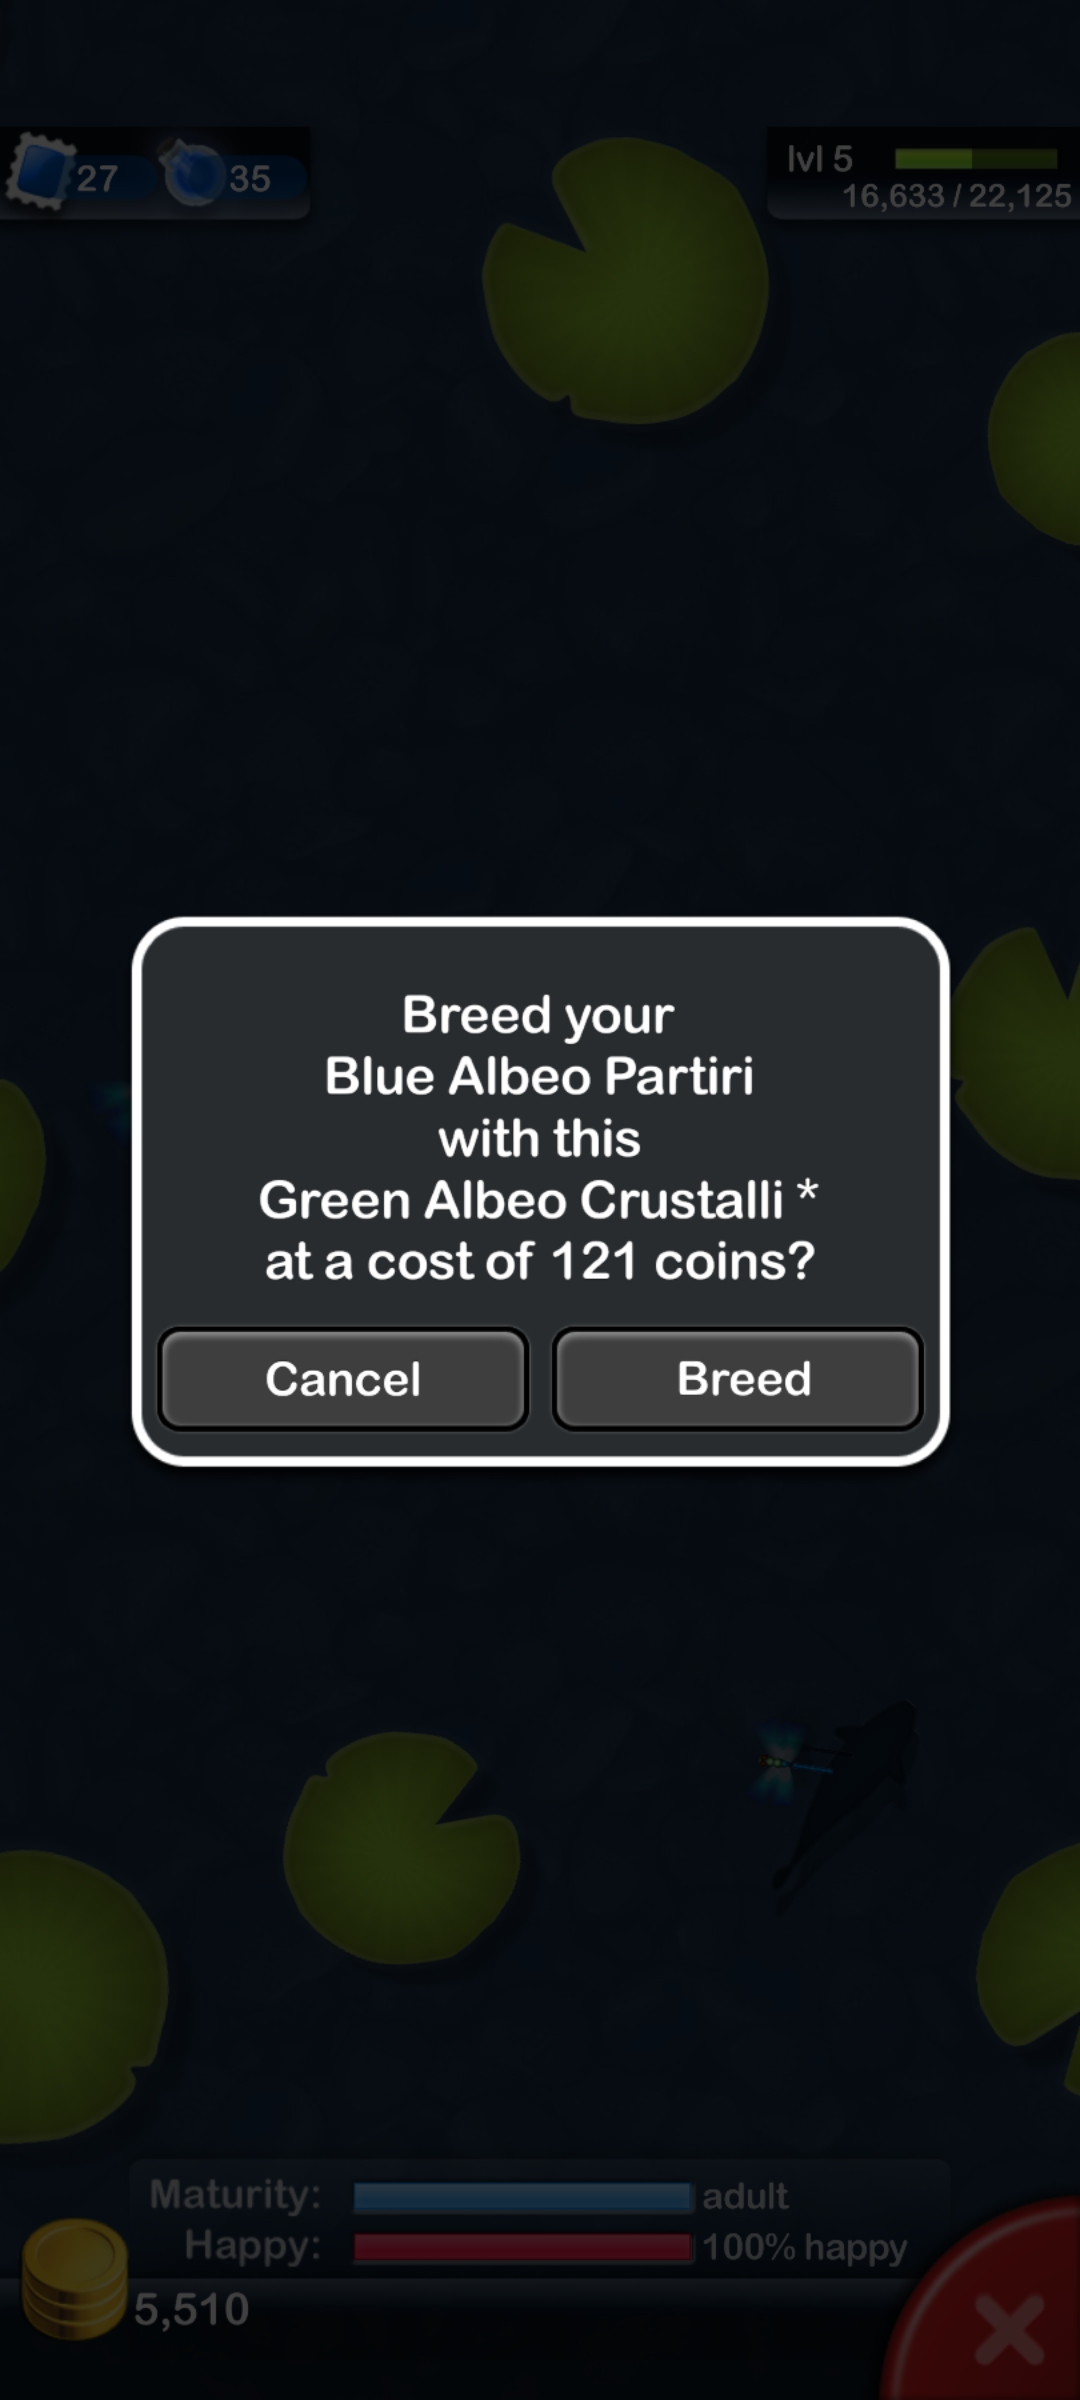 27 35 lvl 5
16,633 / 22,125
Breed your
Blue Albeo Partiri
with this
Green Albeo Crustalli *
at a cost of 121 coins?
Cancel Breed
Maturity: adult
Happy: 100% happy
5,510